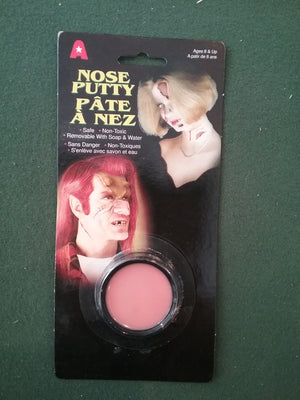 A
Ages 8 & Up
A patir de 8 ans
NOSE
PUTTY
PÂTE
À NEZ
• Safe • Non-Toxic
• Removable With Soap & Water
• Sans Danger • Non-Toxiques
• S'enlève avec savon et eau